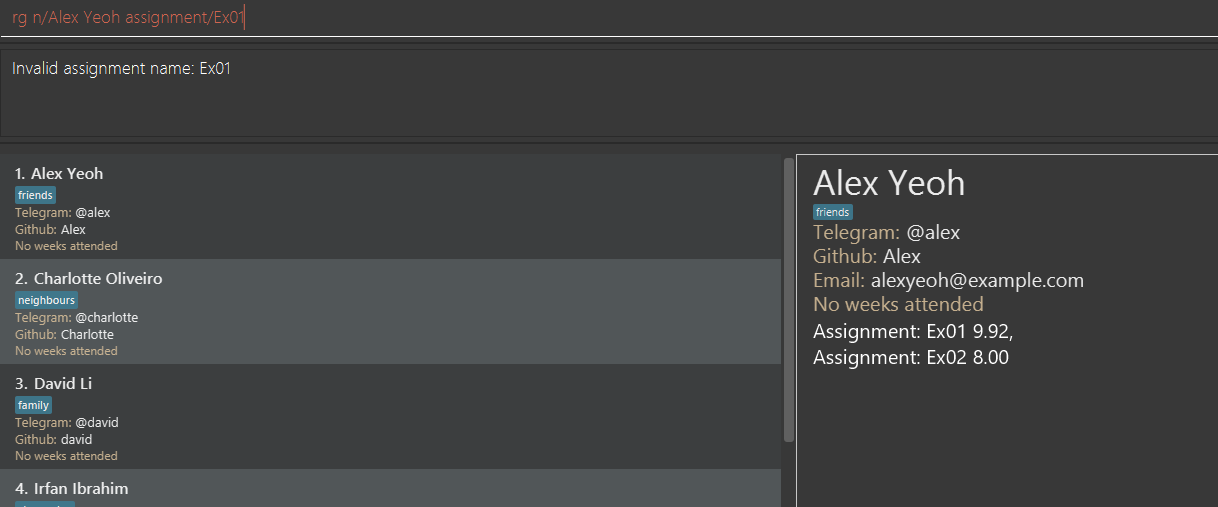 rg n/Alex Yeoh assignment/Ex01
Invalid assignment name: Ex01
1. Alex Yeoh
friends
Telegram: @alex
Github: Alex
No weeks attended
2. Charlotte Oliveiro
neighbours
Telegram: @charlotte
Github: Charlotte
No weeks attended
3. David Li
family
Telegram: @david
Github: david
No weeks attended
4. Irfan Ibrahim
Alex Yeoh
friends
Telegram: @alex
Github: Alex
Email: alexyeoh@example.com
No weeks attended
Assignment: Ex01 9.92,
Assignment: Ex02 8.00